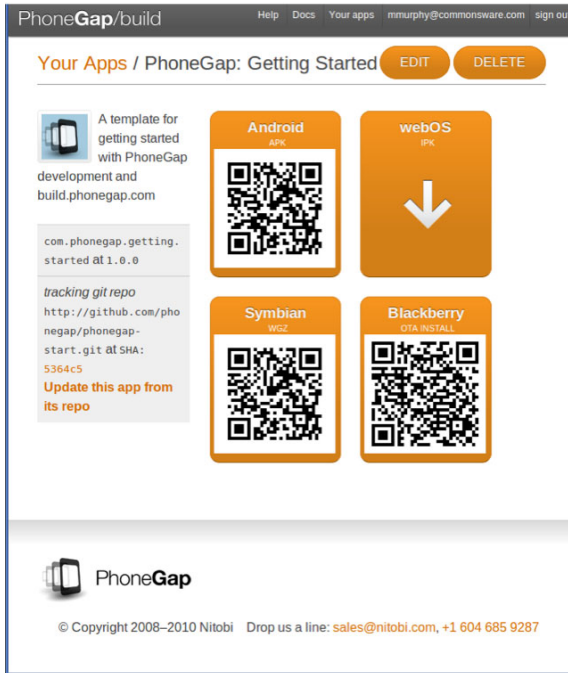 PhoneGap/build
Help Docs Your apps mmurphy@commonsware.com sign ou
Your Apps / PhoneGap: Getting Started
EDIT
DELETE
A template for
getting started
with PhoneGap
development and
build.phonegap.com
com.phonegap.getting.
started at 1.0.0
tracking git repo
http://github.com/pho
negap/phonegap-
start.git at SHA:
5364c5
Update this app from
its repo
Android
APK
webOS
IPK
Symbian
WGZ
Blackberry
OTA INSTALL
PhoneGap
© Copyright 2008–2010 Nitobi Drop us a line: sales@nitobi.com, +1 604 685 9287